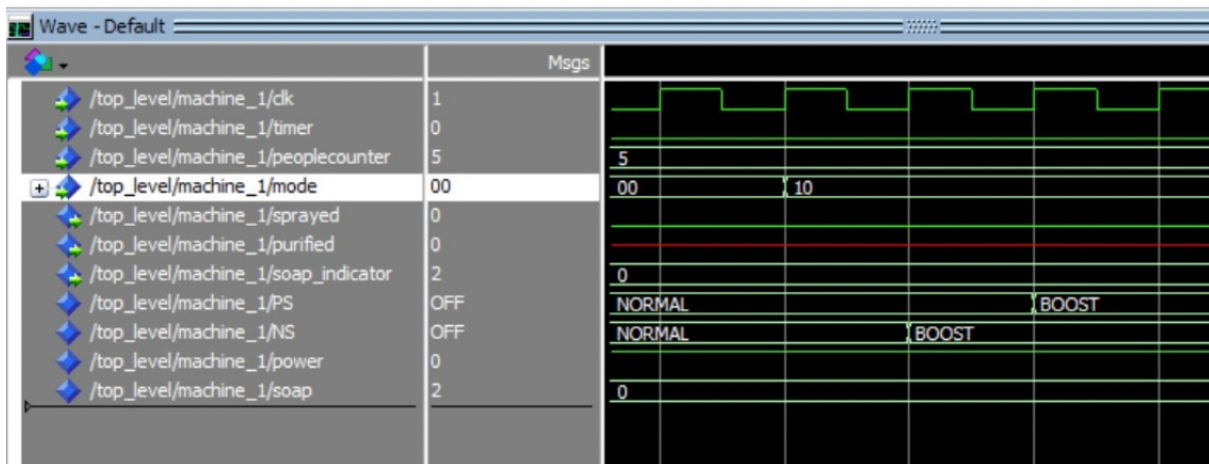 Wave - Default
Msgs
/top_level/machine_1/clk 1
/top_level/machine_1/timer 0
/top_level/machine_1/peoplecounter 5 5
/top_level/machine_1/mode 00 00 10
/top_level/machine_1/sprayed 0
/top_level/machine_1/purified 0
/top_level/machine_1/soap_indicator 2 0
/top_level/machine_1/PS OFF NORMAL BOOST
/top_level/machine_1/NS OFF NORMAL BOOST
/top_level/machine_1/power 0
/top_level/machine_1/soap 2 0